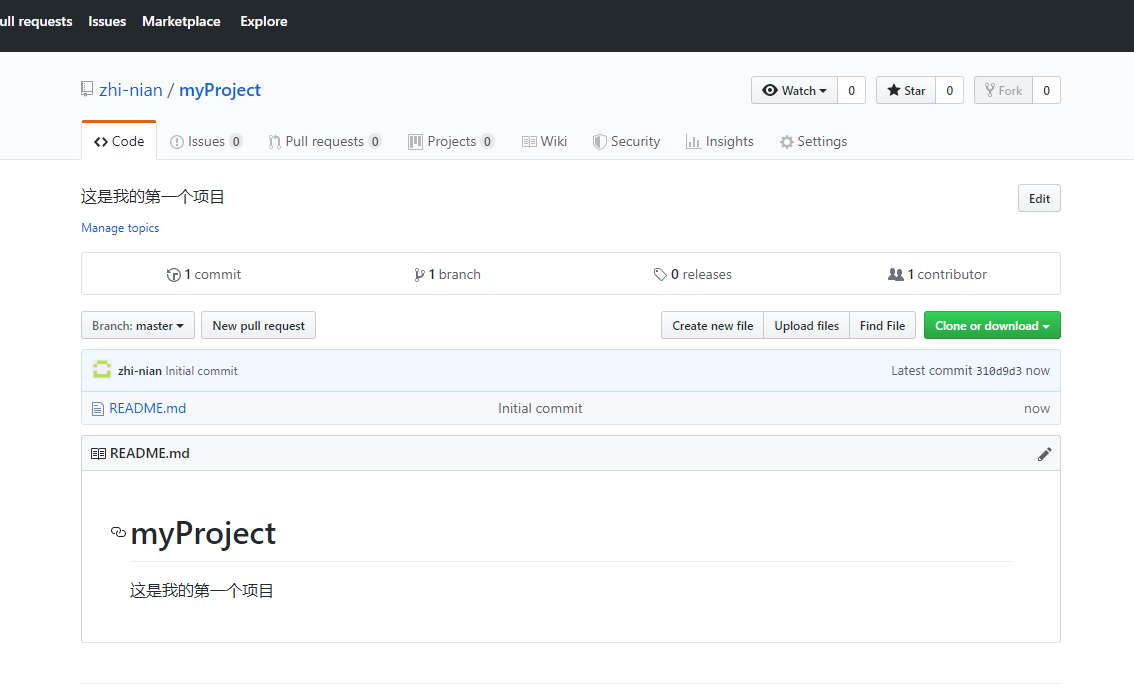 ull requests Issues Marketplace Explore
zhi-nian / myProject
Watch 0 Star 0 Fork 0
Code Issues 0 Pull requests 0 Projects 0 Wiki Security Insights Settings
这是我的第一个项目
Edit
Manage topics
1 commit 1 branch 0 releases 1 contributor
Branch: master New pull request Create new file Upload files Find File Clone or download
zhi-nian Initial commit Latest commit 310d9d3 now
README.md Initial commit now
README.md
myProject
这是我的第一个项目